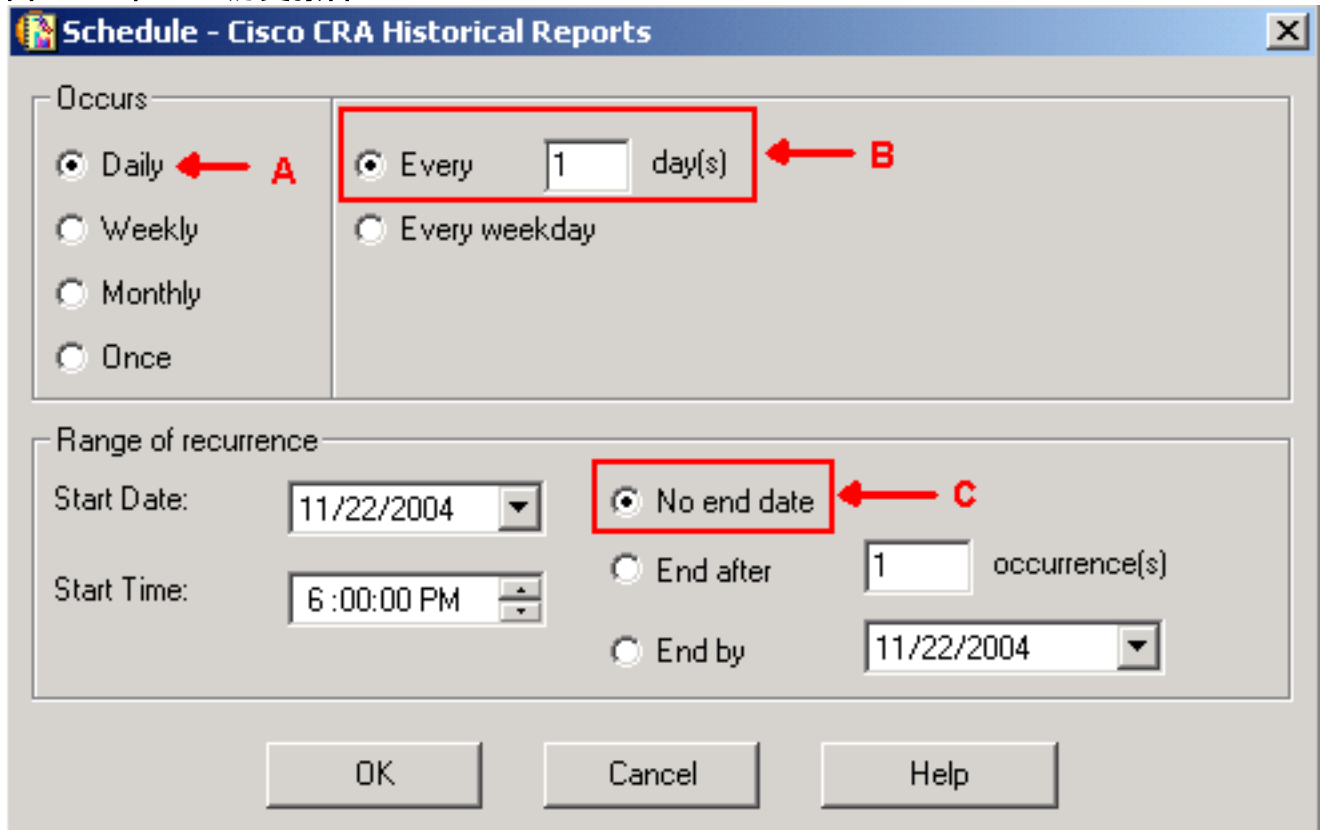 Schedule - Cisco CRA Historical Reports
Occurs
Daily A Every 1 day(s) B
Weekly Every weekday
Monthly
Once
Range of recurrence
Start Date: 11/22/2004 No end date C
End after 1 occurrence(s)
Start Time: 6 :00:00 PM
End by 11/22/2004
OK Cancel Help